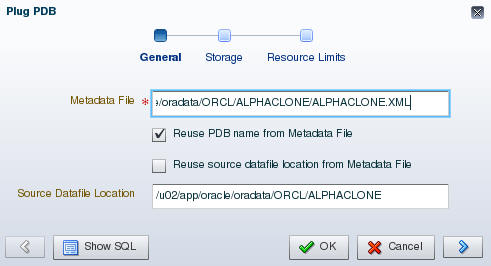 Plug PDB
General Storage Resource Limits
Metadata File * e/oradata/ORCL/ALPHACLONE/ALPHACLONE.XML
Reuse PDB name from Metadata File
Reuse source datafile location from Metadata File
Source Datafile Location /u02/app/oracle/oradata/ORCL/ALPHACLONE
Show SQL OK Cancel